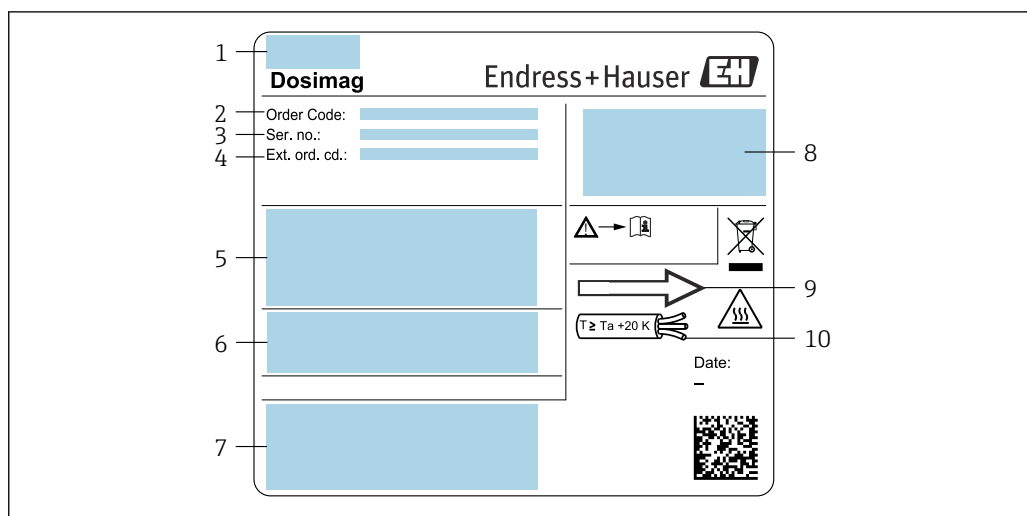 1
Dosimag
Endress+Hauser EH
2 Order Code:
3 Ser. no.:
4 Ext. ord. cd.:
8
5
9
6
T ≥ Ta +20 K
10
Date:
–
7